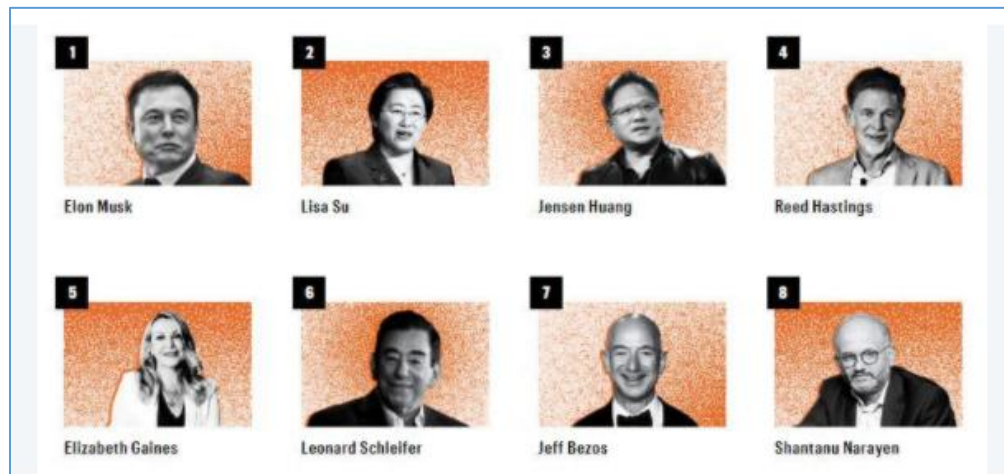 1
2
3
4
Elon Musk
Lisa Su
Jensen Huang
Reed Hastings
5
6
7
8
Elizabeth Gaines
Leonard Schleifer
Jeff Bezos
Shantanu Narayen